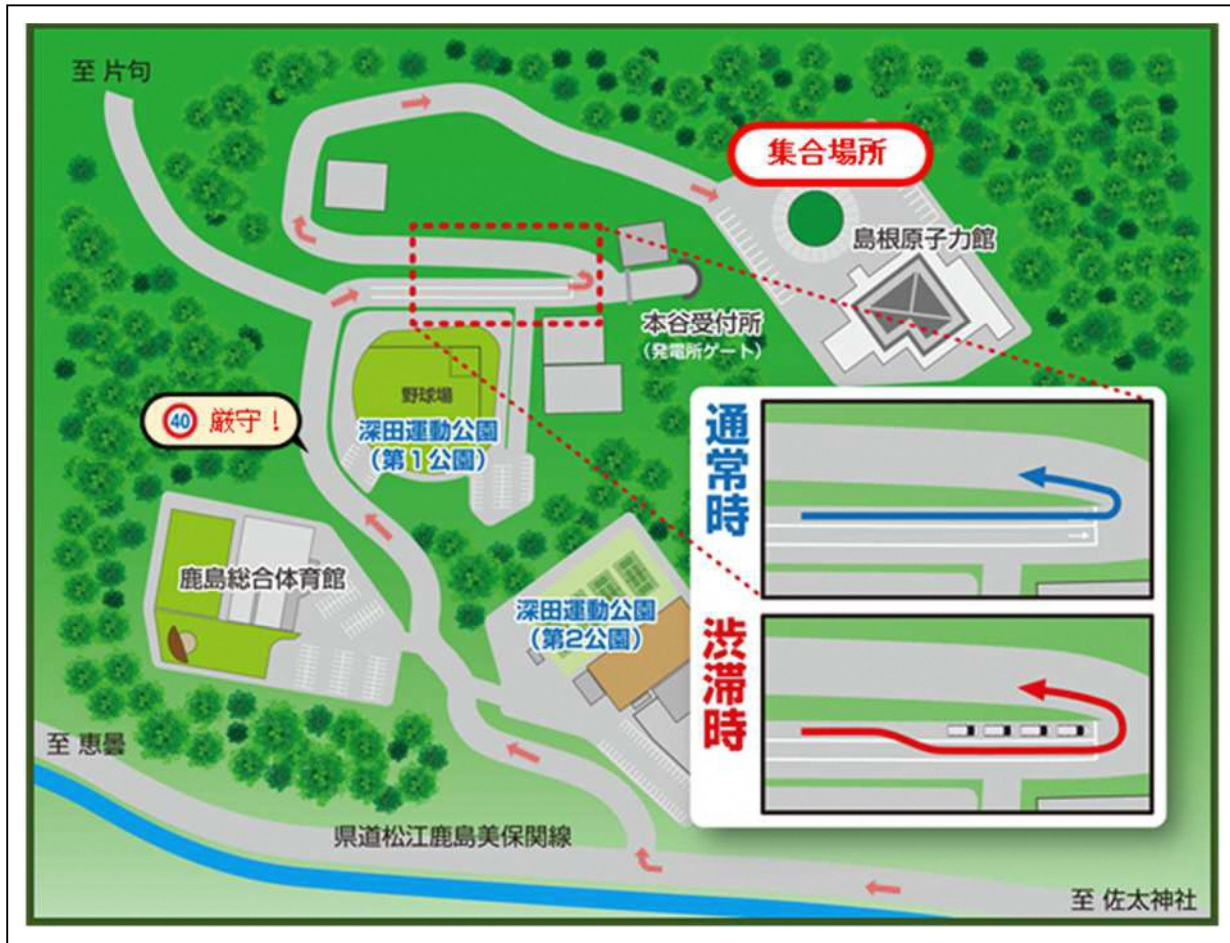 至 片句
集合場所
島根原子力館
本谷受付所
(発電所ゲート)
野球場
40 厳守！
深田運動公園
(第1公園)
通常時
鹿島総合体育館
深田運動公園
(第2公園)
渋滞時
至 恵曇
県道松江鹿島美保関線
至 佐太神社